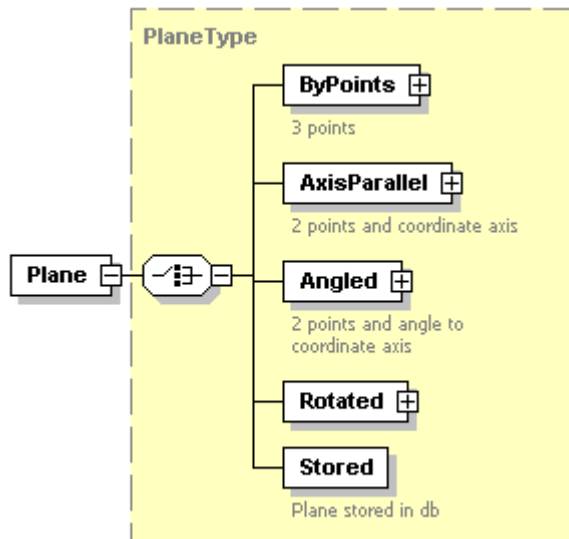 PlaneType
ByPoints
3 points
AxisParallel
2 points and coordinate axis
Plane
Angled
2 points and angle to
coordinate axis
Rotated
Stored
Plane stored in db